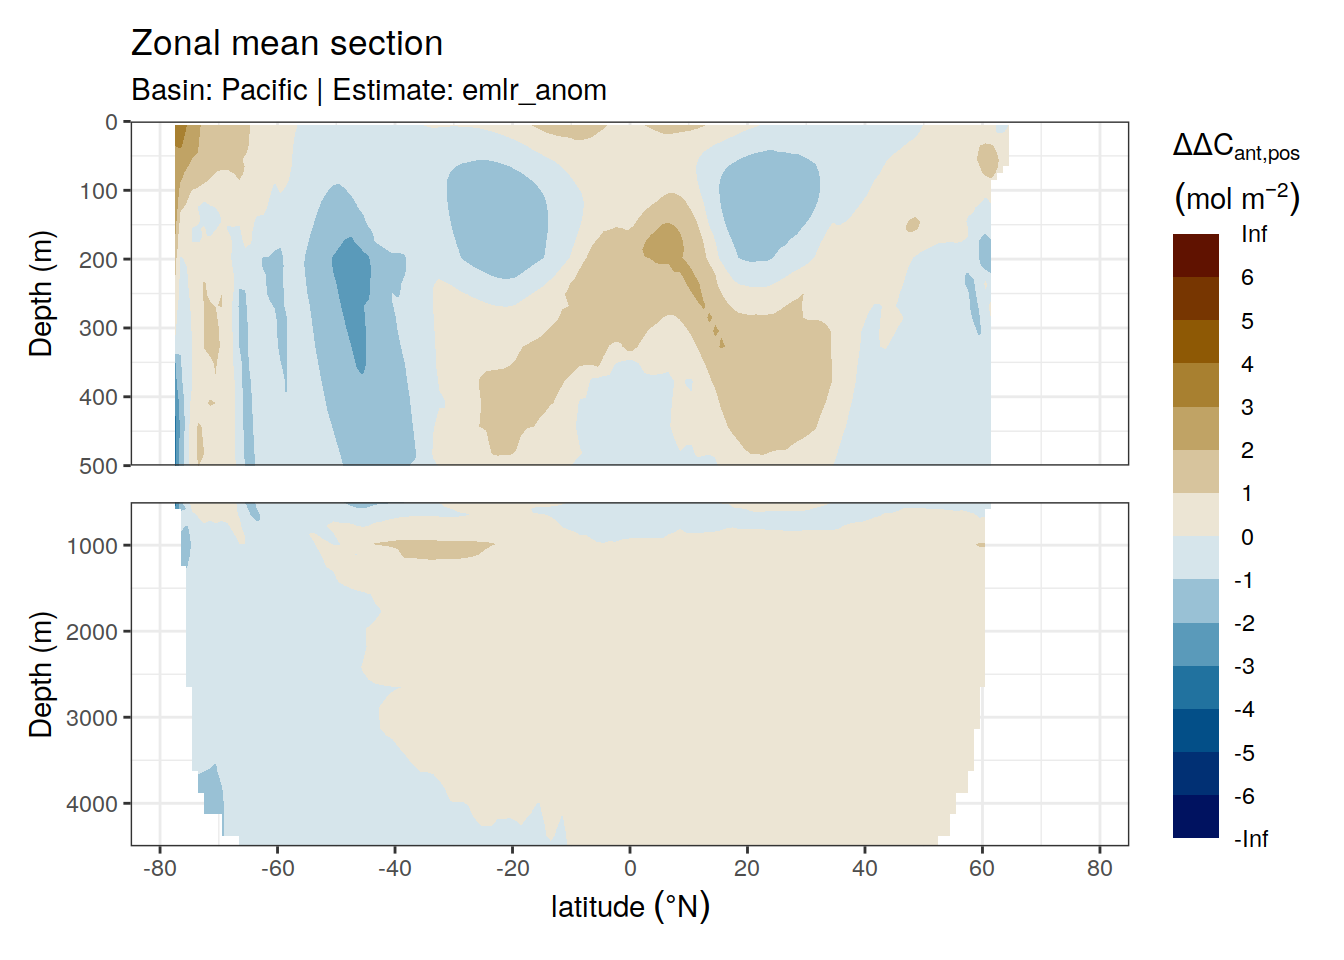 Zonal mean section
Basin: Pacific | Estimate: emlr_anom
0
100
200
300
400
500
Depth (m)
1000
2000
3000
4000
Depth (m)
-80 -60 -40 -20 0 20 40 60 80
latitude (°N)
ΔΔCant,pos
(mol m⁻²)
Inf
6
5
4
3
2
1
0
-1
-2
-3
-4
-5
-6
-Inf